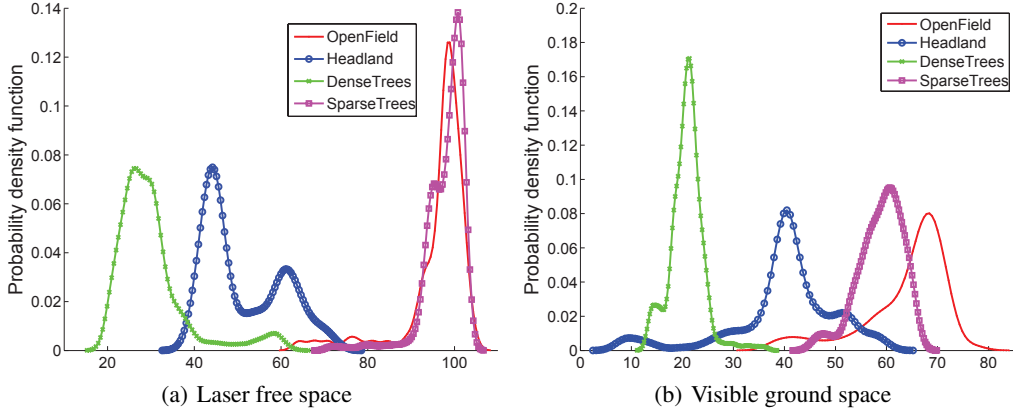 0.14
0.12
0.1
0.08
0.06
0.04
0.02
0
Probability density function
OpenField
Headland
DenseTrees
SparseTrees
20 40 60 80 100
(a) Laser free space
0.2
0.18
0.16
0.14
0.12
0.1
0.08
0.06
0.04
0.02
0
Probability density function
OpenField
Headland
DenseTrees
SparseTrees
0 10 20 30 40 50 60 70 80
(b) Visible ground space